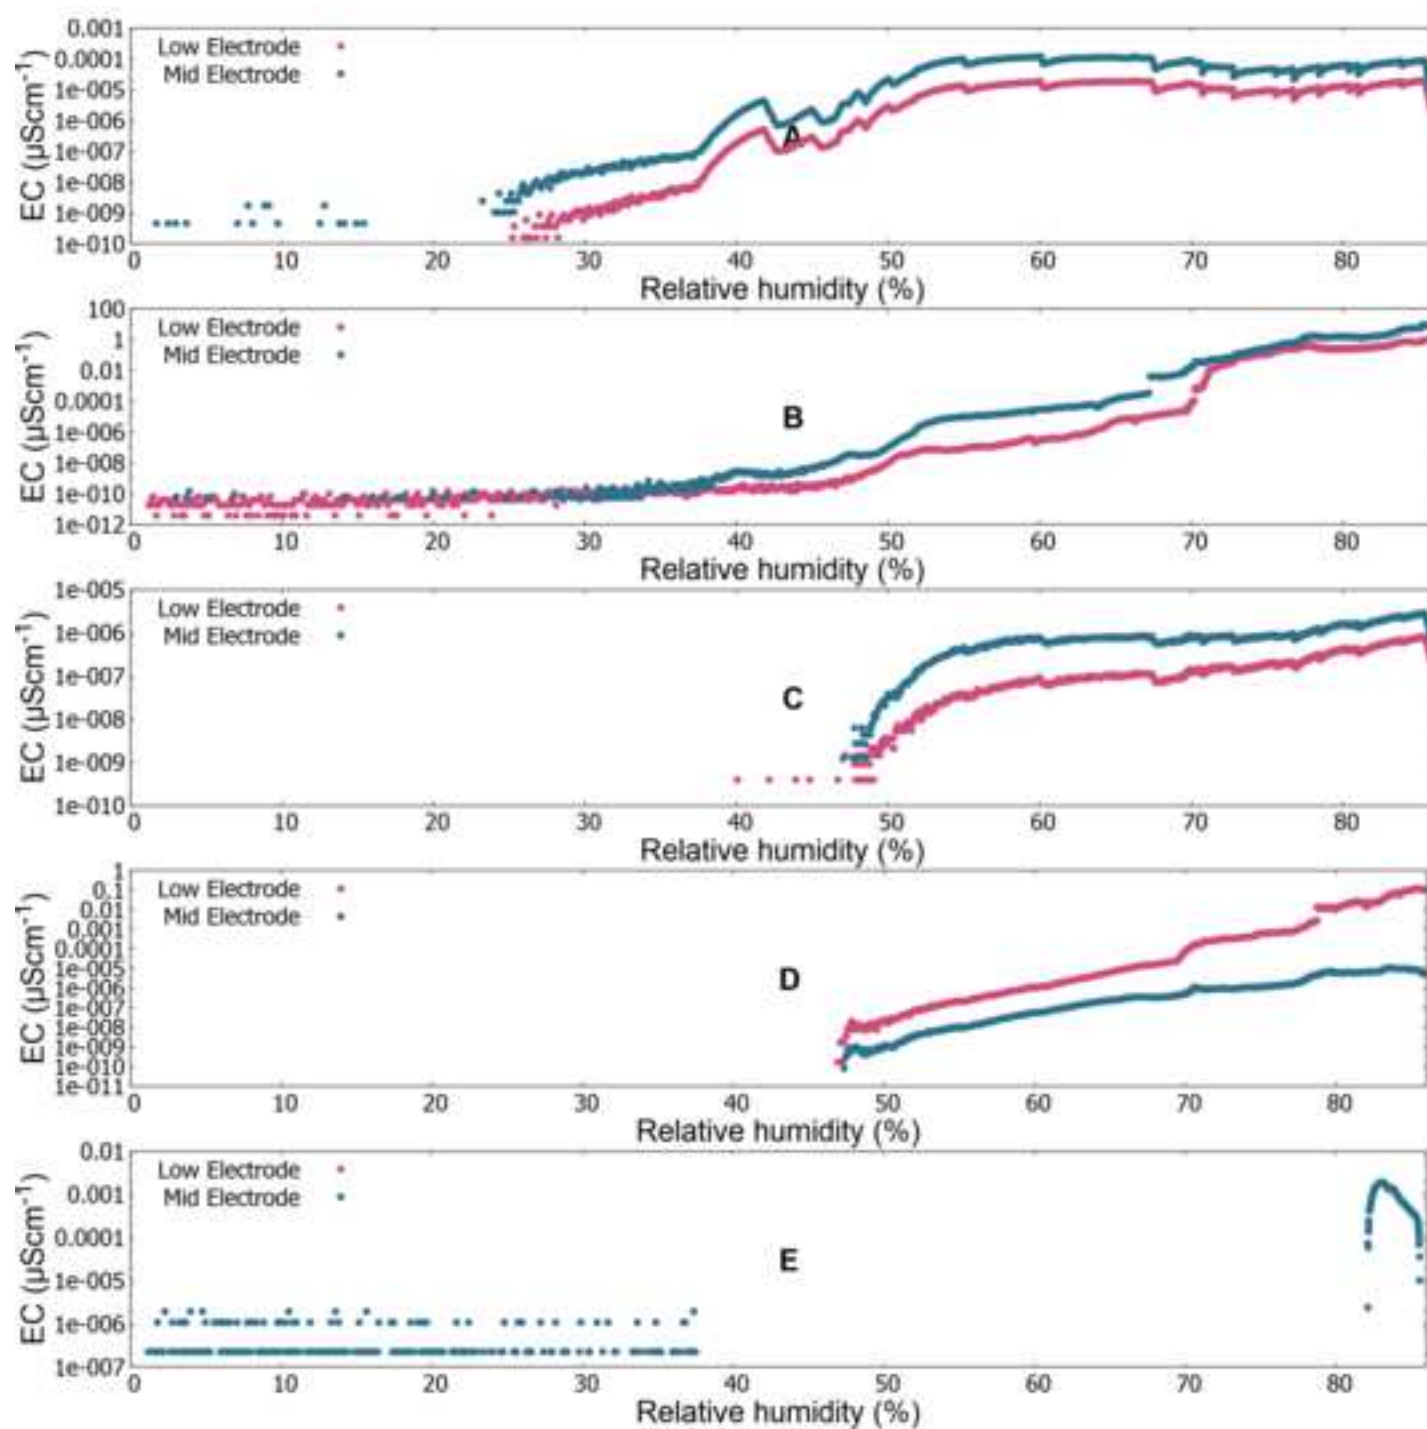 0.001
0.0001
1e-005
1e-006
1e-007
1e-008
1e-009
1e-010
EC (µScm⁻¹)
Low Electrode
Mid Electrode
A
0 10 20 30 40 50 60 70 80
Relative humidity (%)
100
1
0.01
0.0001
1e-006
1e-008
1e-010
1e-012
EC (µScm⁻¹)
Low Electrode
Mid Electrode
B
0 10 20 30 40 50 60 70 80
Relative humidity (%)
1e-005
1e-006
1e-007
1e-008
1e-009
1e-010
EC (µScm⁻¹)
Low Electrode
Mid Electrode
C
0 10 20 30 40 50 60 70 80
Relative humidity (%)
1
0.1
0.01
0.001
0.0001
1e-005
1e-006
1e-007
1e-008
1e-009
1e-010
1e-011
EC (µScm⁻¹)
Low Electrode
Mid Electrode
D
0 10 20 30 40 50 60 70 80
Relative humidity (%)
0.01
0.001
0.0001
1e-005
1e-006
1e-007
EC (µScm⁻¹)
Low Electrode
Mid Electrode
E
0 10 20 30 40 50 60 70 80
Relative humidity (%)